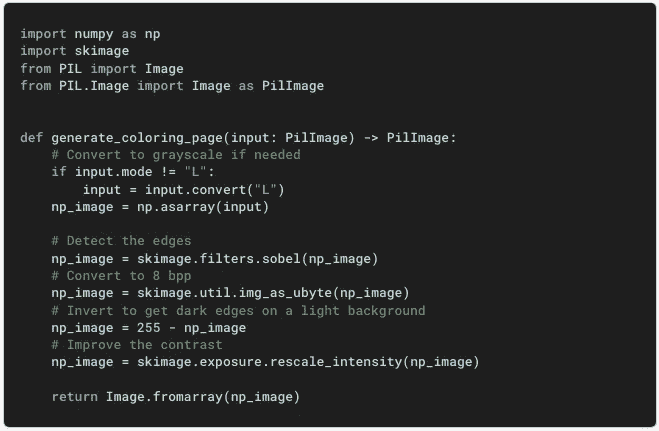 import numpy as np
import skimage
from PIL import Image
from PIL.Image import Image as PilImage
def generate_coloring_page(input: PilImage) -> PilImage:
# Convert to grayscale if needed
if input.mode != "L":
input = input.convert("L")
np_image = np.asarray(input)
# Detect the edges
np_image = skimage.filters.sobel(np_image)
# Convert to 8 bpp
np_image = skimage.util.img_as_ubyte(np_image)
# Invert to get dark edges on a light background
np_image = 255 - np_image
# Improve the contrast
np_image = skimage.exposure.rescale_intensity(np_image)
return Image.fromarray(np_image)